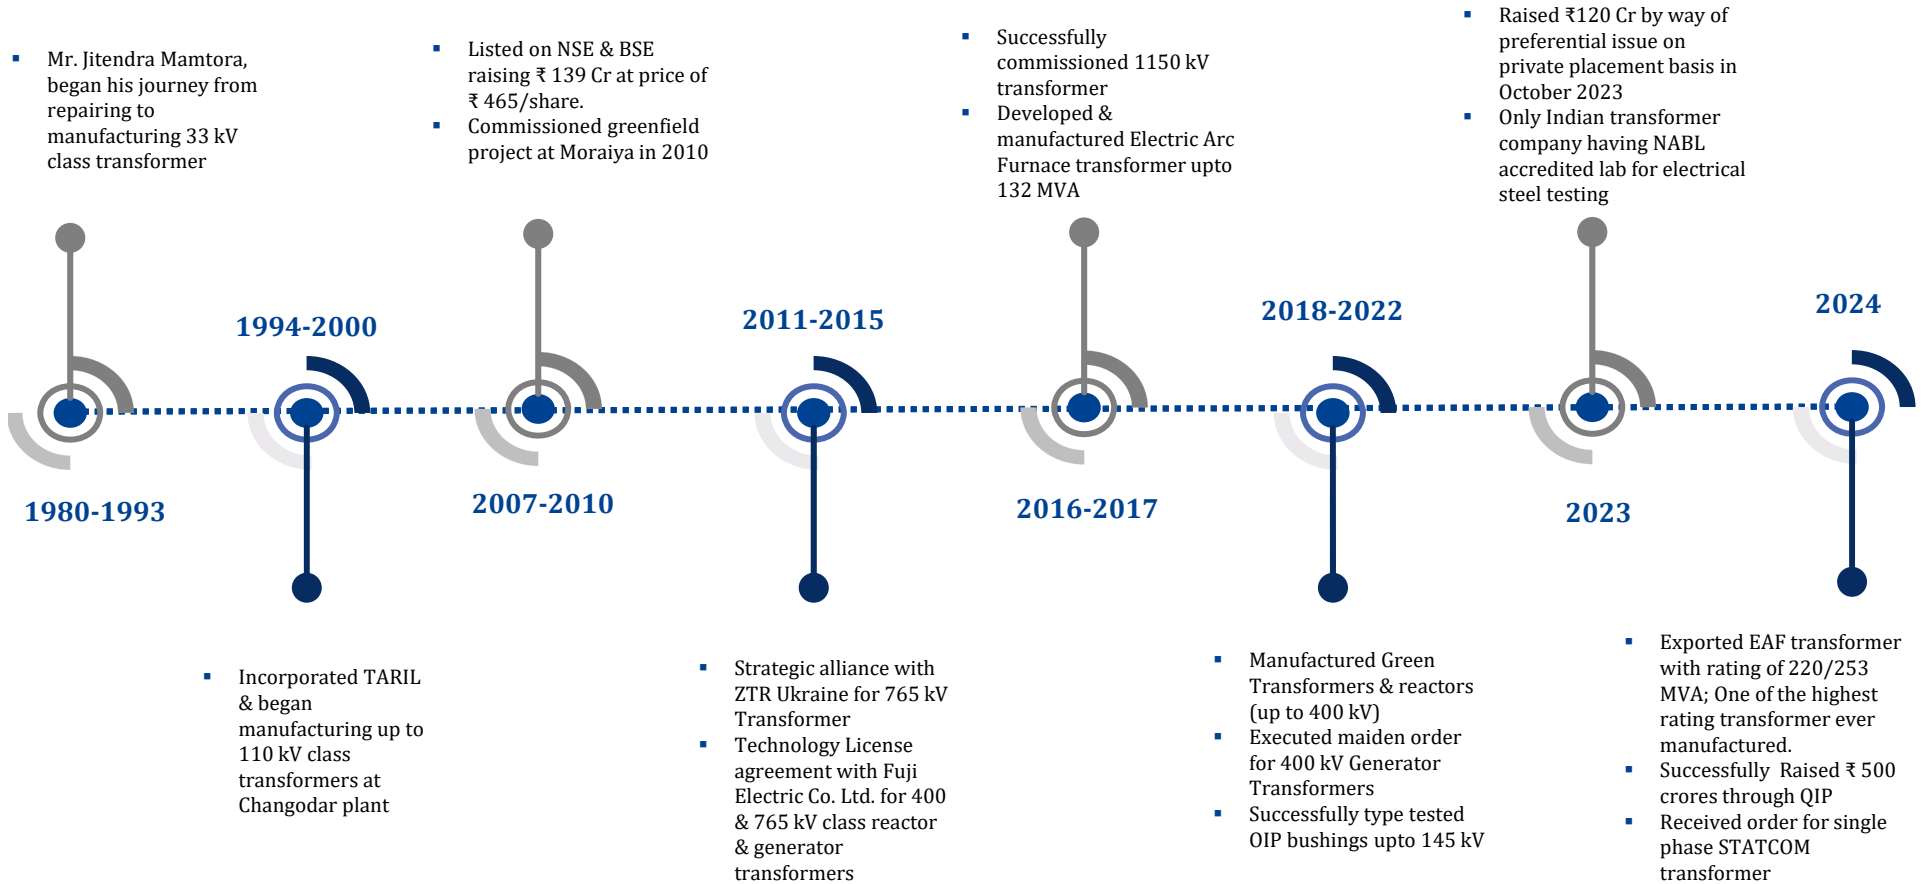 ▪ Mr. Jitendra Mamtora,
began his journey from
repairing to
manufacturing 33 kV
class transformer
1980-1993
1994-2000
▪ Incorporated TARIL
& began
manufacturing up to
110 kV class
transformers at
Changodar plant
▪ Listed on NSE & BSE
raising ₹ 139 Cr at price of
₹ 465/share.
▪ Commissioned greenfield
project at Moraiya in 2010
2007-2010
2011-2015
▪ Strategic alliance with
ZTR Ukraine for 765 kV
Transformer
▪ Technology License
agreement with Fuji
Electric Co. Ltd. for 400
& 765 kV class reactor
& generator
transformers
▪ Successfully
commissioned 1150 kV
transformer
▪ Developed &
manufactured Electric Arc
Furnace transformer upto
132 MVA
2016-2017
2018-2022
▪ Manufactured Green
Transformers & reactors
(up to 400 kV)
▪ Executed maiden order
for 400 kV Generator
Transformers
▪ Successfully type tested
OIP bushings upto 145 kV
▪ Raised ₹120 Cr by way of
preferential issue on
private placement basis in
October 2023
▪ Only Indian transformer
company having NABL
accredited lab for electrical
steel testing
2023
2024
▪ Exported EAF transformer
with rating of 220/253
MVA; One of the highest
rating transformer ever
manufactured.
▪ Successfully Raised ₹ 500
crores through QIP
▪ Received order for single
phase STATCOM
transformer